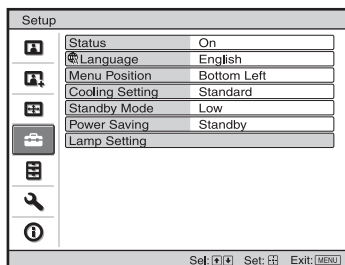 Setup
Status On
Language English
Menu Position Bottom Left
Cooling Setting Standard
Standby Mode Low
Power Saving Standby
Lamp Setting
Sel: Set: Exit: MENU